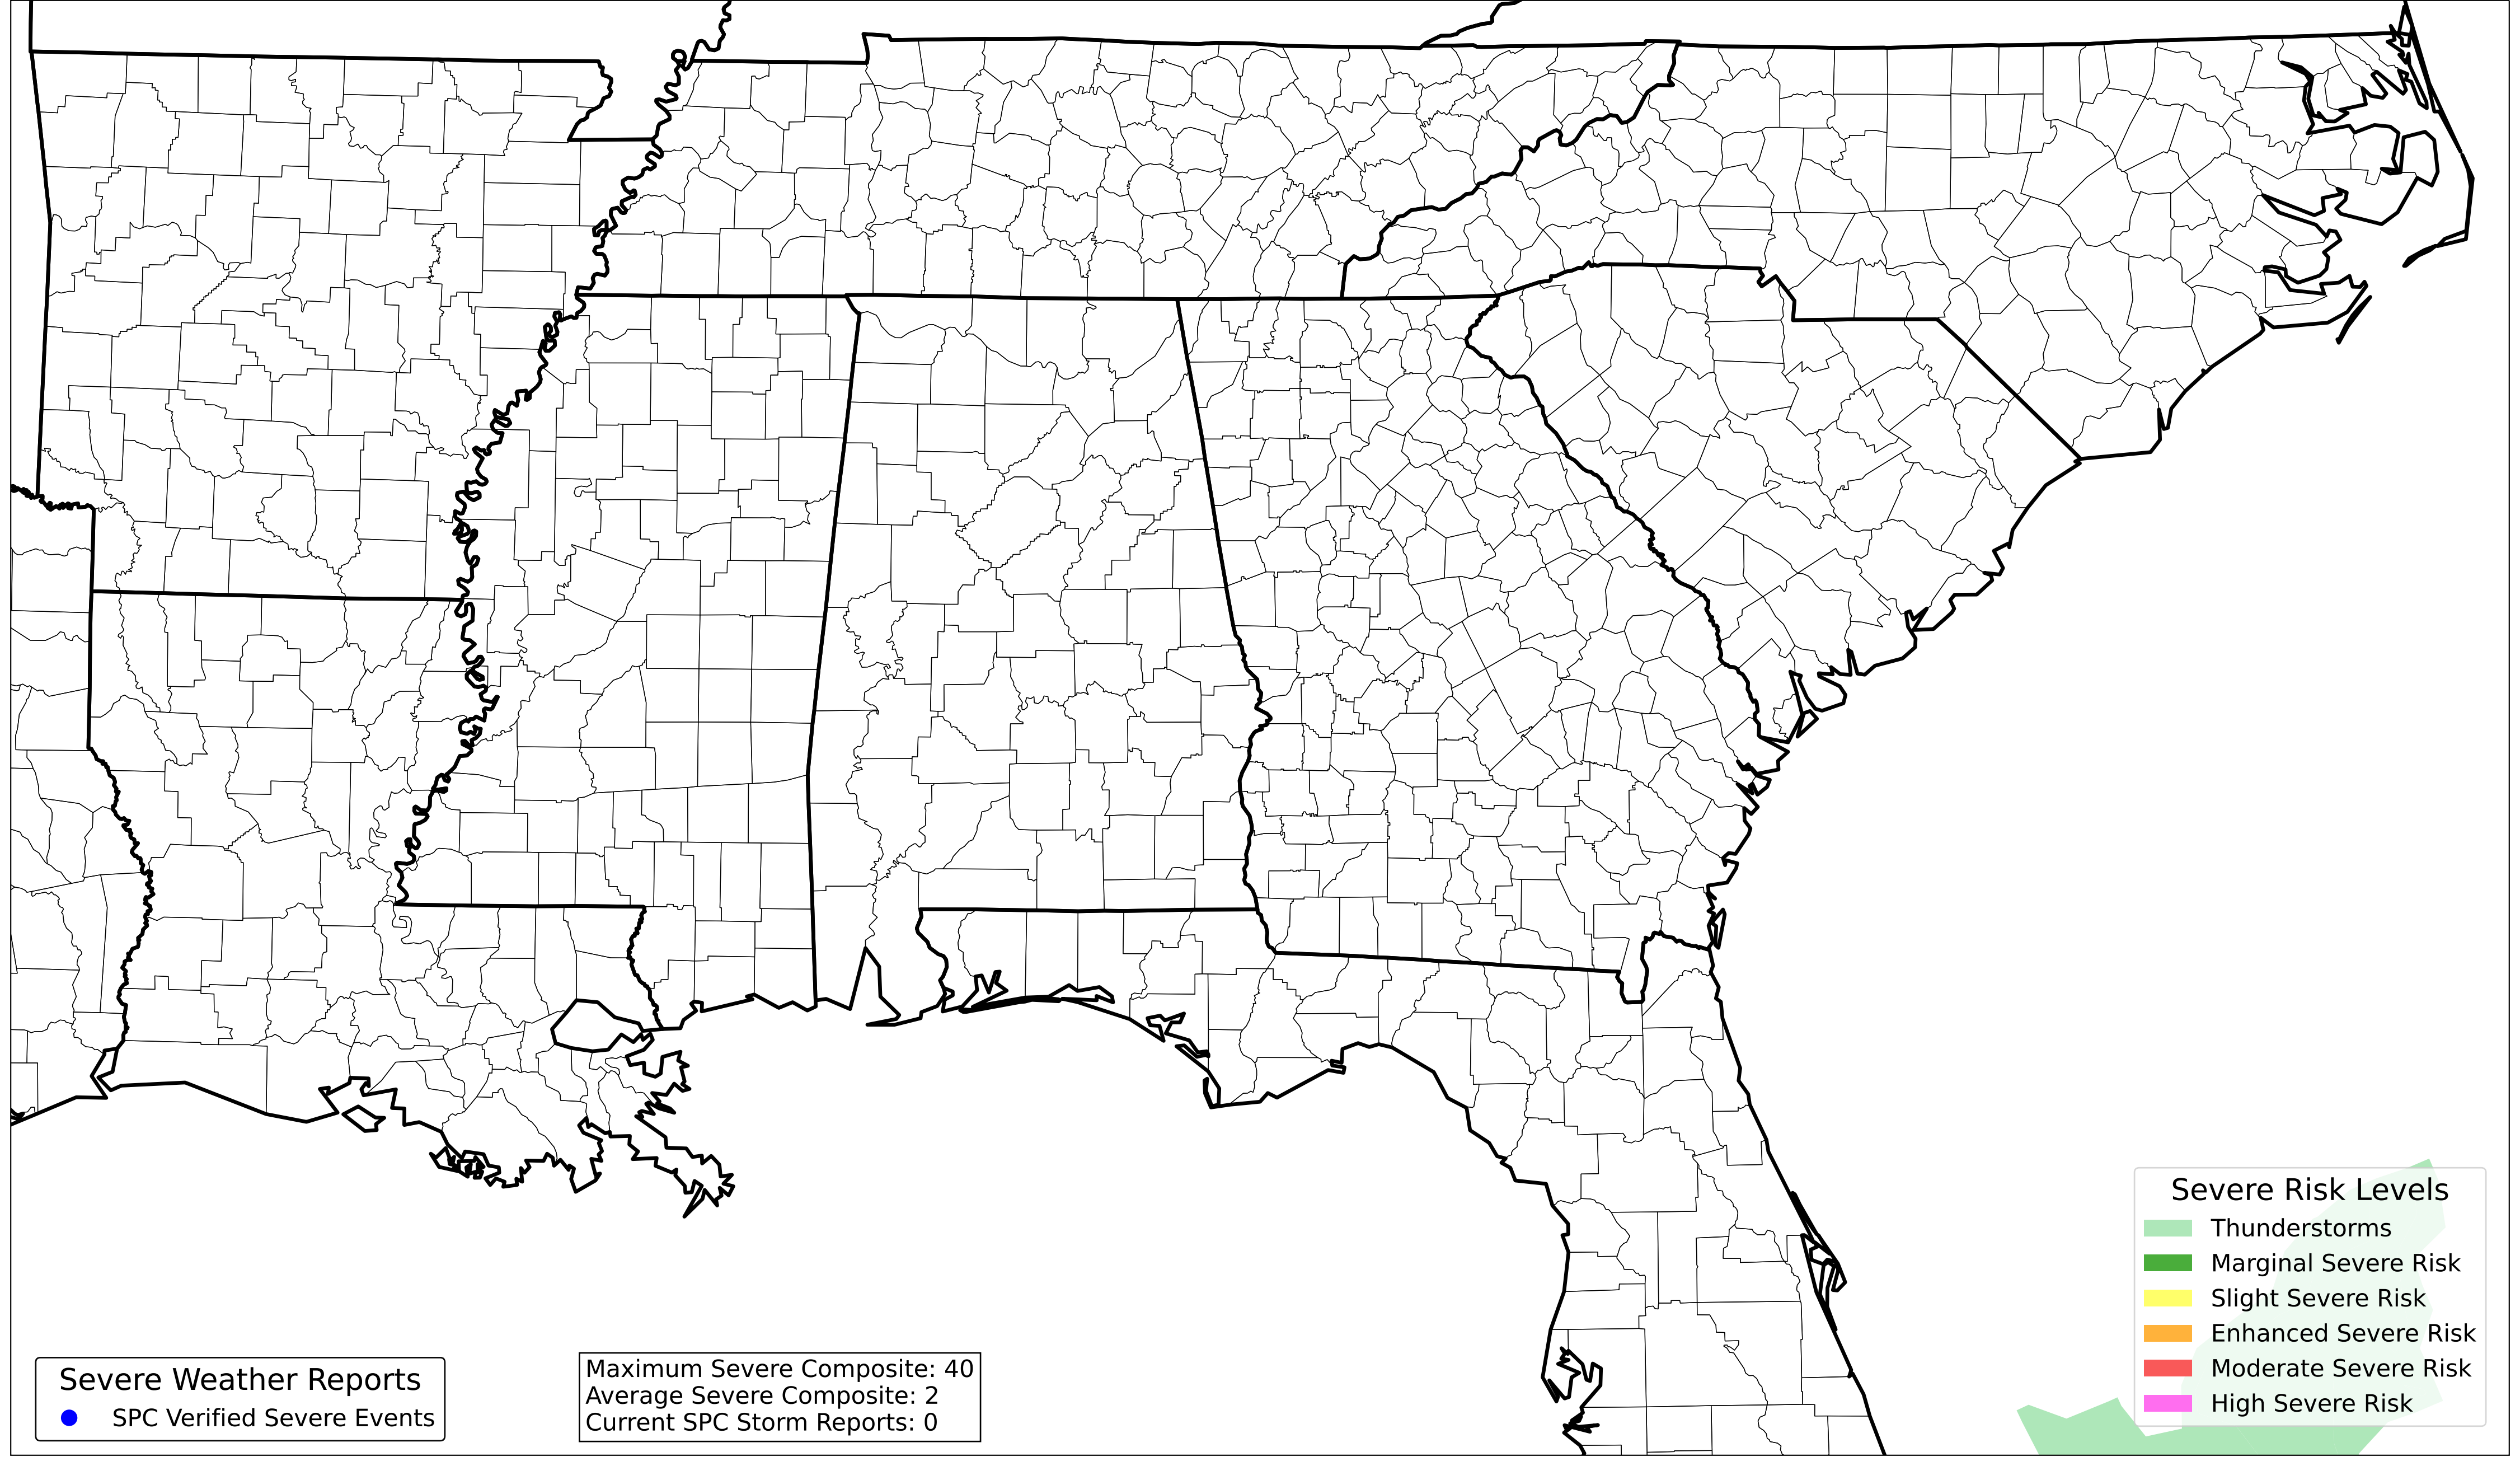 Severe Risk Levels
Thunderstorms
Marginal Severe Risk
Slight Severe Risk
Enhanced Severe Risk
Moderate Severe Risk
High Severe Risk
Severe Weather Reports
SPC Verified Severe Events
Maximum Severe Composite: 40
Average Severe Composite: 2
Current SPC Storm Reports: 0